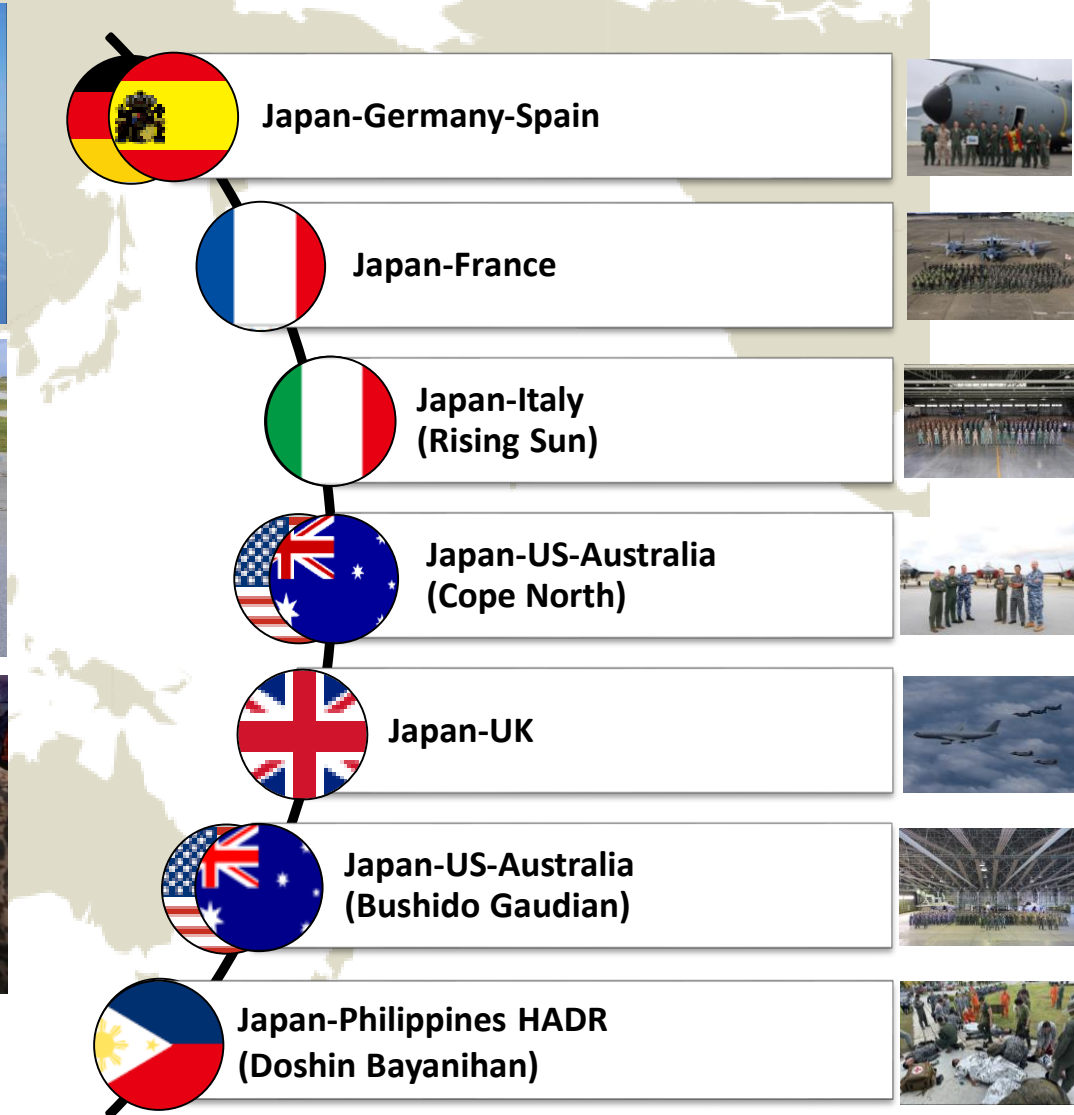 Japan-Germany-Spain
Japan-France
Japan-Italy
(Rising Sun)
Japan-US-Australia
(Cope North)
Japan-UK
Japan-US-Australia
(Bushido Gaudian)
Japan-Philippines HADR
(Doshin Bayanihan)